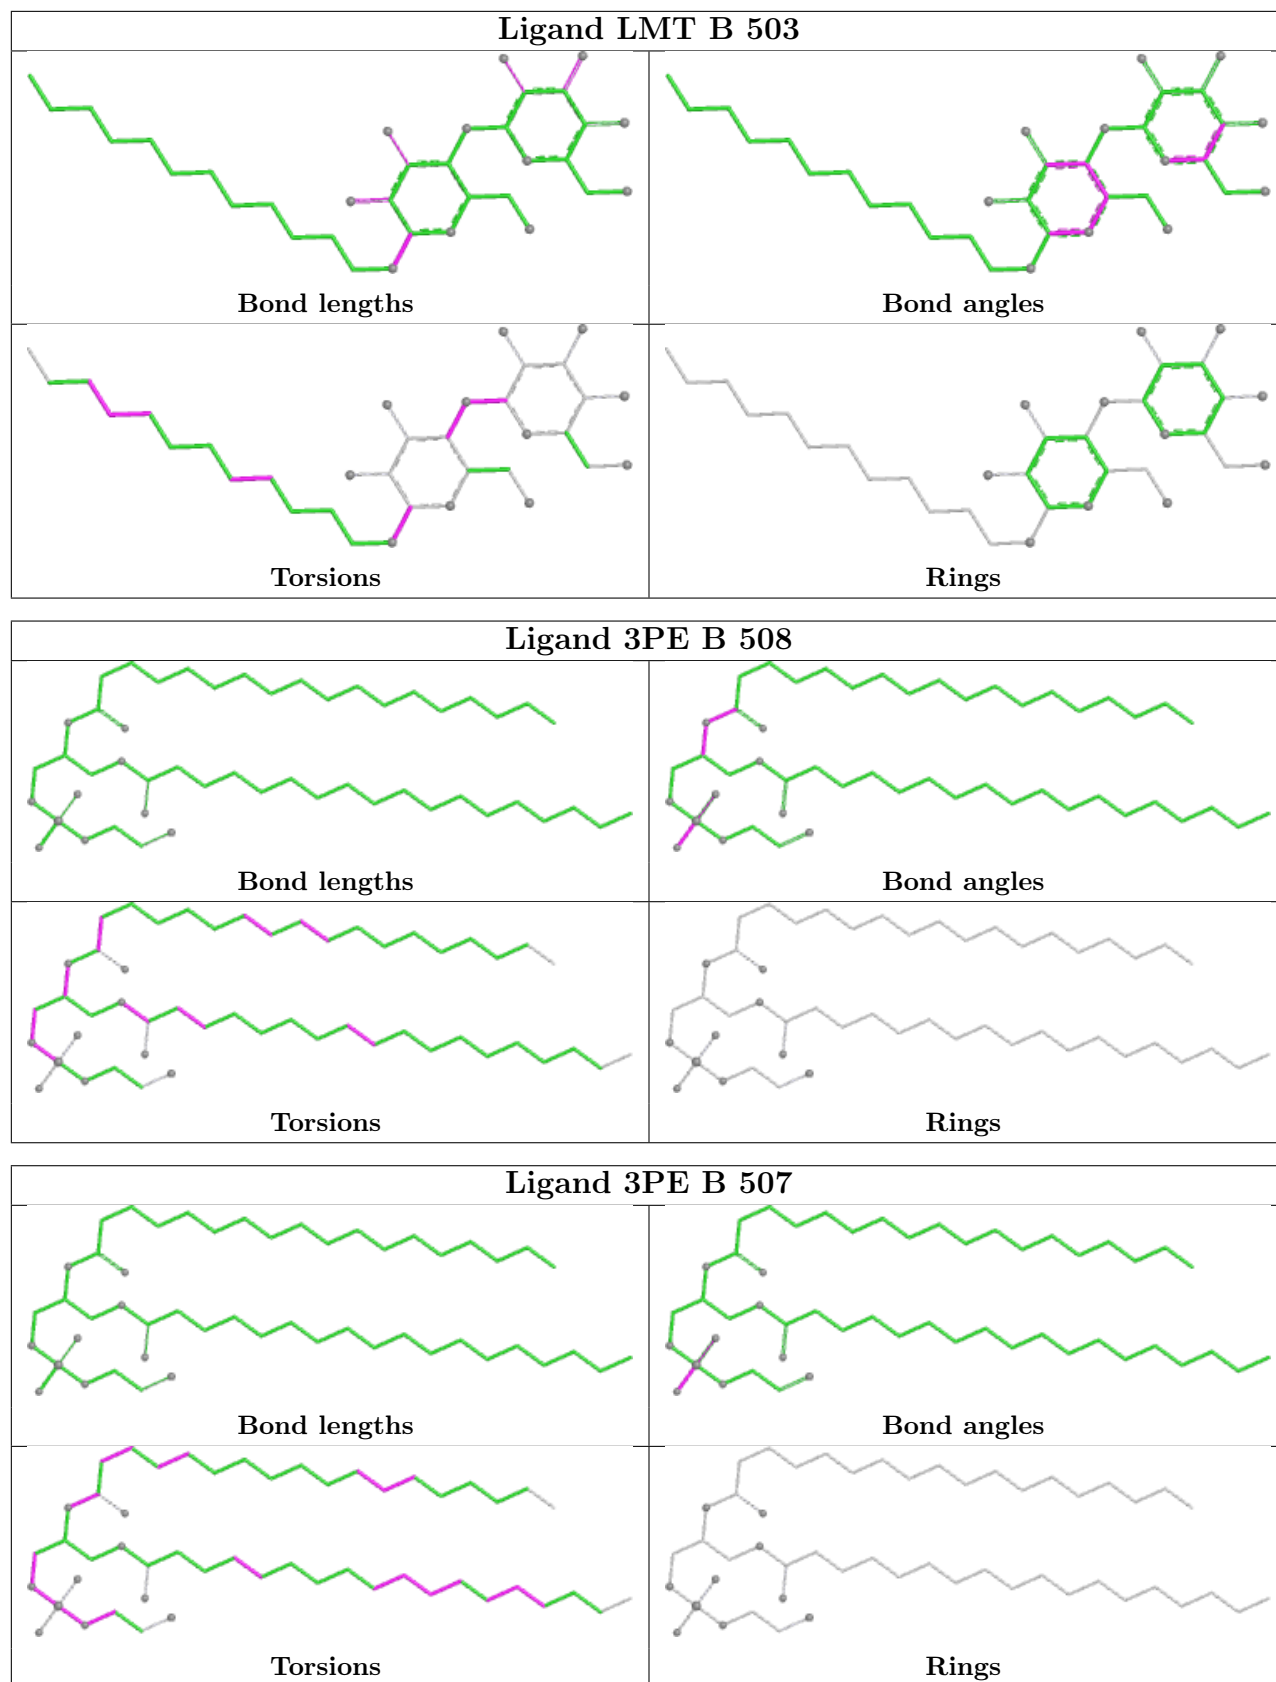 Ligand LMT B 503
Bond lengths
Bond angles
Torsions
Rings
Ligand 3PE B 508
Bond lengths
Bond angles
Torsions
Rings
Ligand 3PE B 507
Bond lengths
Bond angles
Torsions
Rings